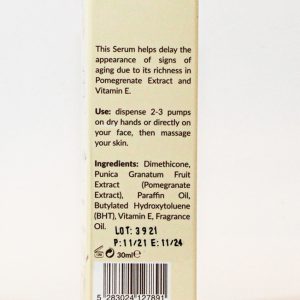 This Serum helps delay the
appearance of signs of
aging due to its richness in
Pomegrenate Extract and
Vitamin E.
Use: dispense 2-3 pumps
on dry hands or directly on
your face, then massage
your skin.
Ingredients: Dimethicone,
Punica Granatum Fruit
Extract (Pomegranate
Extract), Paraffin Oil,
Butylated Hydroxytoluene
(BHT), Vitamin E, Fragrance
Oil.
LOT: 3921
P:11/21 E:11/24
30ml e
5 283024 127891